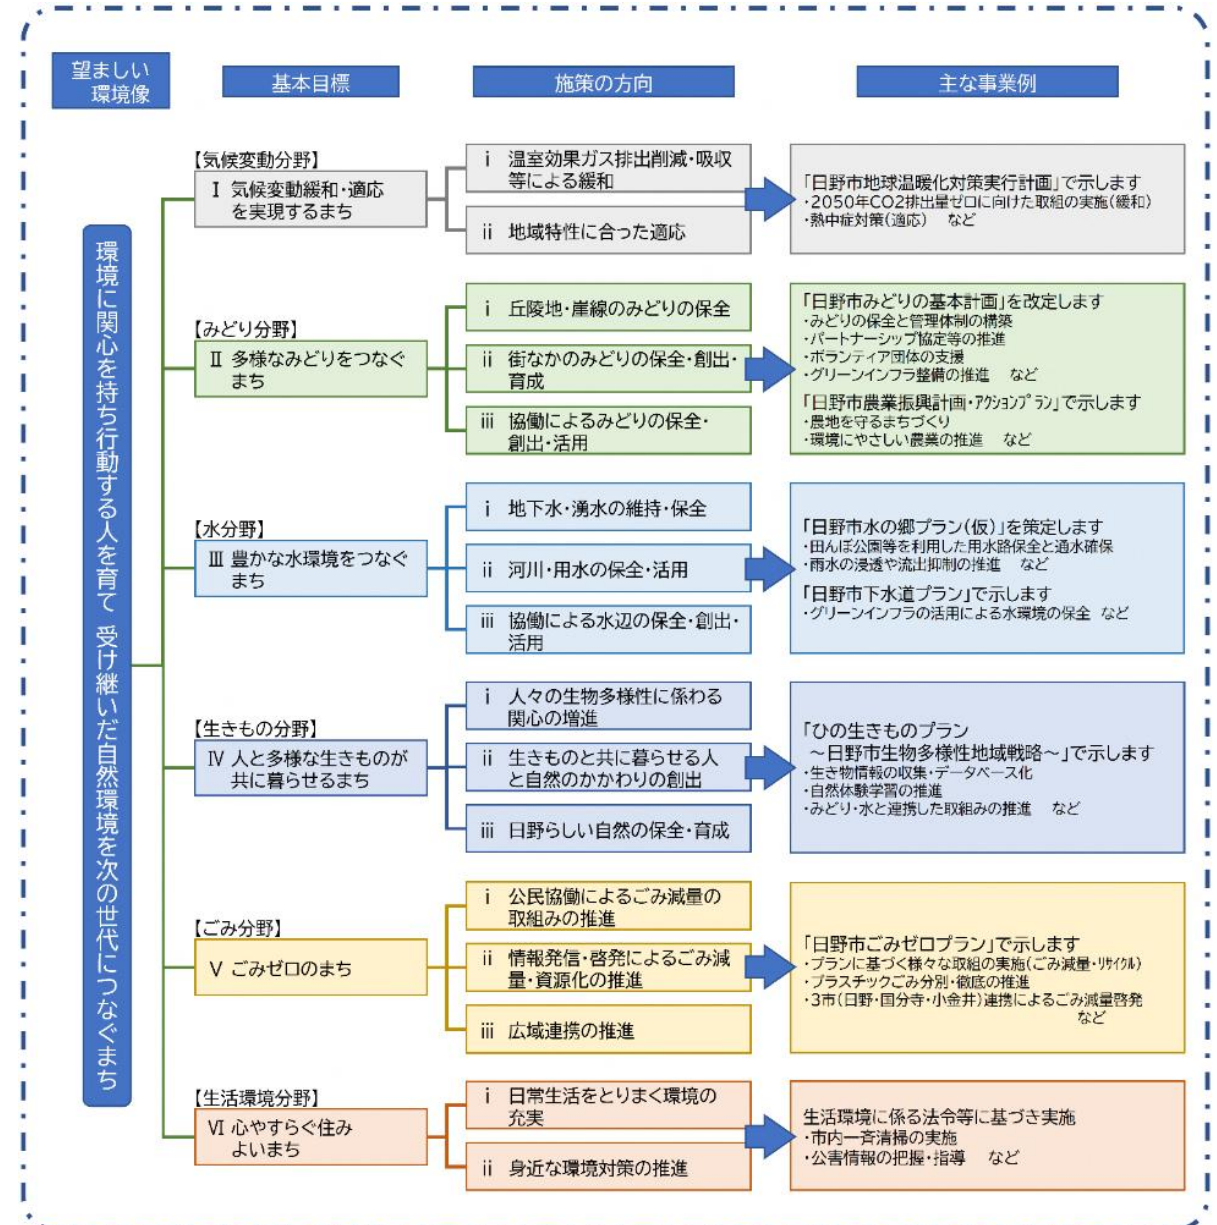 望ましい
環境像
基本目標
施策の方向
主な事業例
環境に関心を持ち行動する人を育て 受け継いだ自然環境を次の世代につなぐまち
【気候変動分野】
Ⅰ 気候変動緩和・適応
を実現するまち
ⅰ 温室効果ガス排出削減・吸収
等による緩和
ⅱ 地域特性に合った適応
「日野市地球温暖化対策実行計画」で示します
・2050年CO2排出量ゼロに向けた取組の実施(緩和)
・熱中症対策(適応) など
【みどり分野】
Ⅱ 多様なみどりをつなぐ
まち
ⅰ 丘陵地・崖線のみどりの保全
ⅱ 街なかのみどりの保全・創出・
育成
ⅲ 協働によるみどりの保全・
創出・活用
「日野市みどりの基本計画」を改定します
・みどりの保全と管理体制の構築
・パートナーシップ協定等の推進
・ボランティア団体の支援
・グリーンインフラ整備の推進 など
「日野市農業振興計画・アクションプラン」で示します
・農地を守るまちづくり
・環境にやさしい農業の推進 など
【水分野】
Ⅲ 豊かな水環境をつなぐ
まち
ⅰ 地下水・湧水の維持・保全
ⅱ 河川・用水の保全・活用
ⅲ 協働による水辺の保全・創出・
活用
「日野市水の郷プラン(仮)」を策定します
・田んぼ公園等を利用した用水路保全と通水確保
・雨水の浸透や流出抑制の推進 など
「日野市下水道プラン」で示します
・グリーンインフラの活用による水環境の保全 など
【生きもの分野】
Ⅳ 人と多様な生きものが
共に暮らせるまち
ⅰ 人々の生物多様性に係わる
関心の増進
ⅱ 生きものと共に暮らせる人
と自然のかかわりの創出
ⅲ 日野らしい自然の保全・育成
「ひの生きものプラン
～日野市生物多様性地域戦略～」で示します
・生き物情報の収集・データベース化
・自然体験学習の推進
・みどり・水と連携した取組みの推進 など
【ごみ分野】
Ⅴ ごみゼロのまち
ⅰ 公民協働によるごみ減量の
取組みの推進
ⅱ 情報発信・啓発によるごみ減
量・資源化の推進
ⅲ 広域連携の推進
「日野市ごみゼロプラン」で示します
・プランに基づく様々な取組の実施(ごみ減量・リサイクル)
・プラスチックごみ分別・徹底の推進
・3市(日野・国分寺・小金井)連携によるごみ減量啓発
など
【生活環境分野】
Ⅵ 心やすらぐ住み
よいまち
ⅰ 日常生活をとりまく環境の
充実
ⅱ 身近な環境対策の推進
生活環境に係る法令等に基づき実施
・市内一斉清掃の実施
・公害情報の把握・指導 など